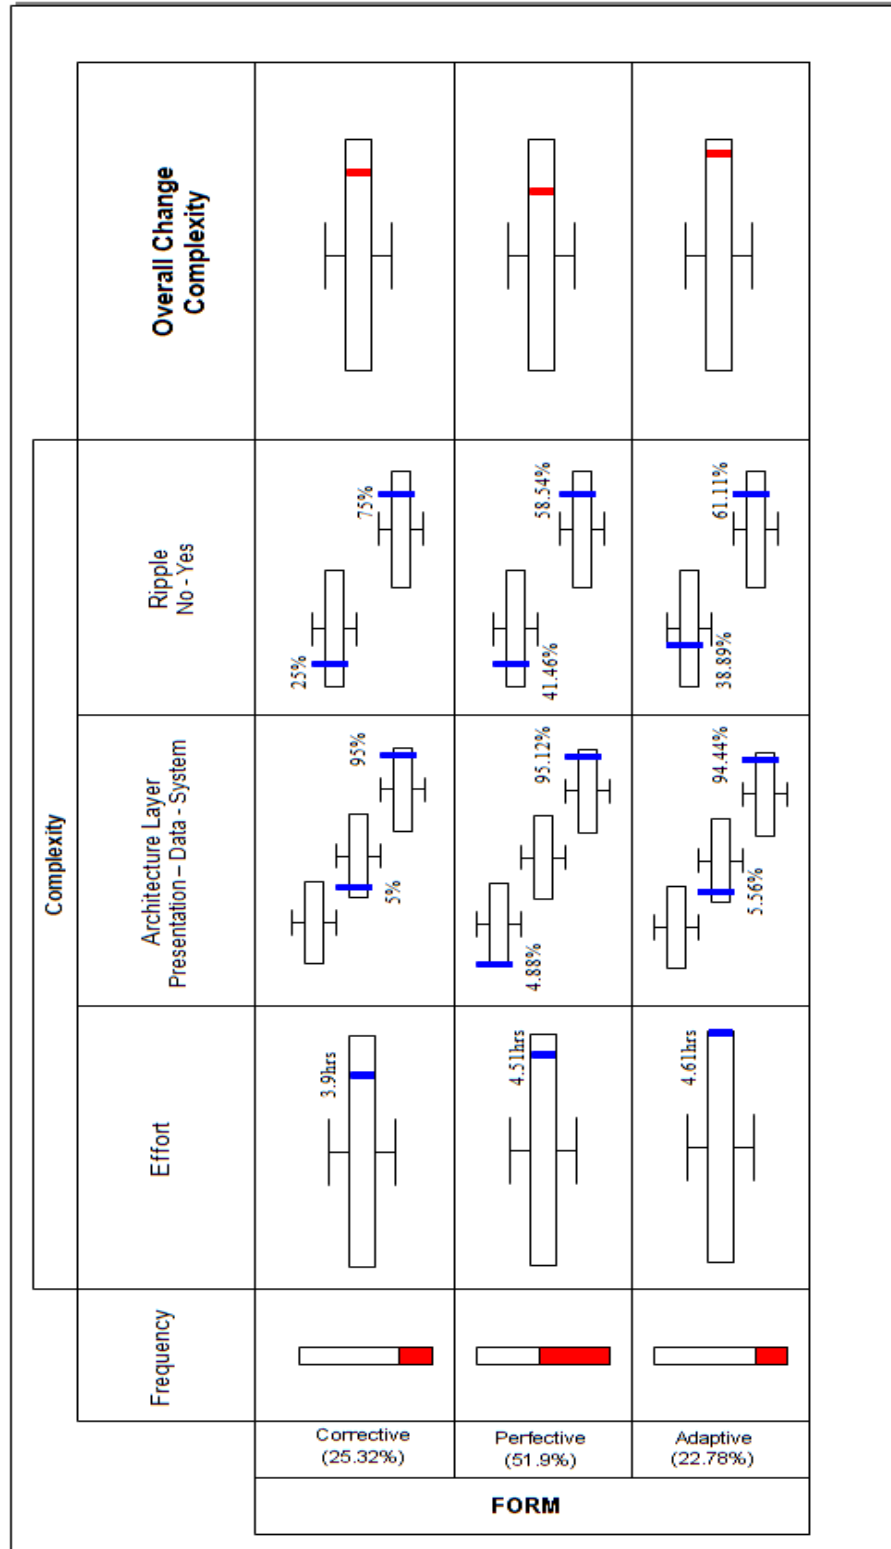 Overall Change
Complexity
Complexity
Ripple
No - Yes
25%
75%
41.46%
58.54%
38.89%
61.11%
Architecture Layer
Presentation – Data - System
5%
95%
4.88%
95.12%
5.56%
94.44%
Effort
3.9hrs
4.51hrs
4.61hrs
Frequency
Corrective
(25.32%)
Perfective
(51.9%)
Adaptive
(22.78%)
FORM